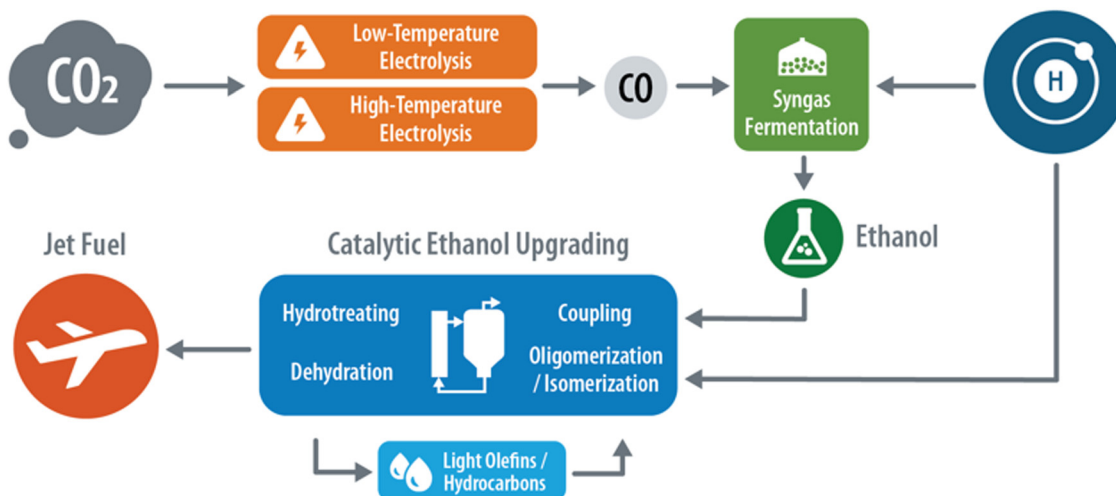 CO₂
Low-Temperature
Electrolysis
High-Temperature
Electrolysis
CO
Syngas
Fermentation
H
Ethanol
Jet Fuel
Catalytic Ethanol Upgrading
Hydrotreating
Dehydration
Coupling
Oligomerization
/ Isomerization
Light Olefins /
Hydrocarbons